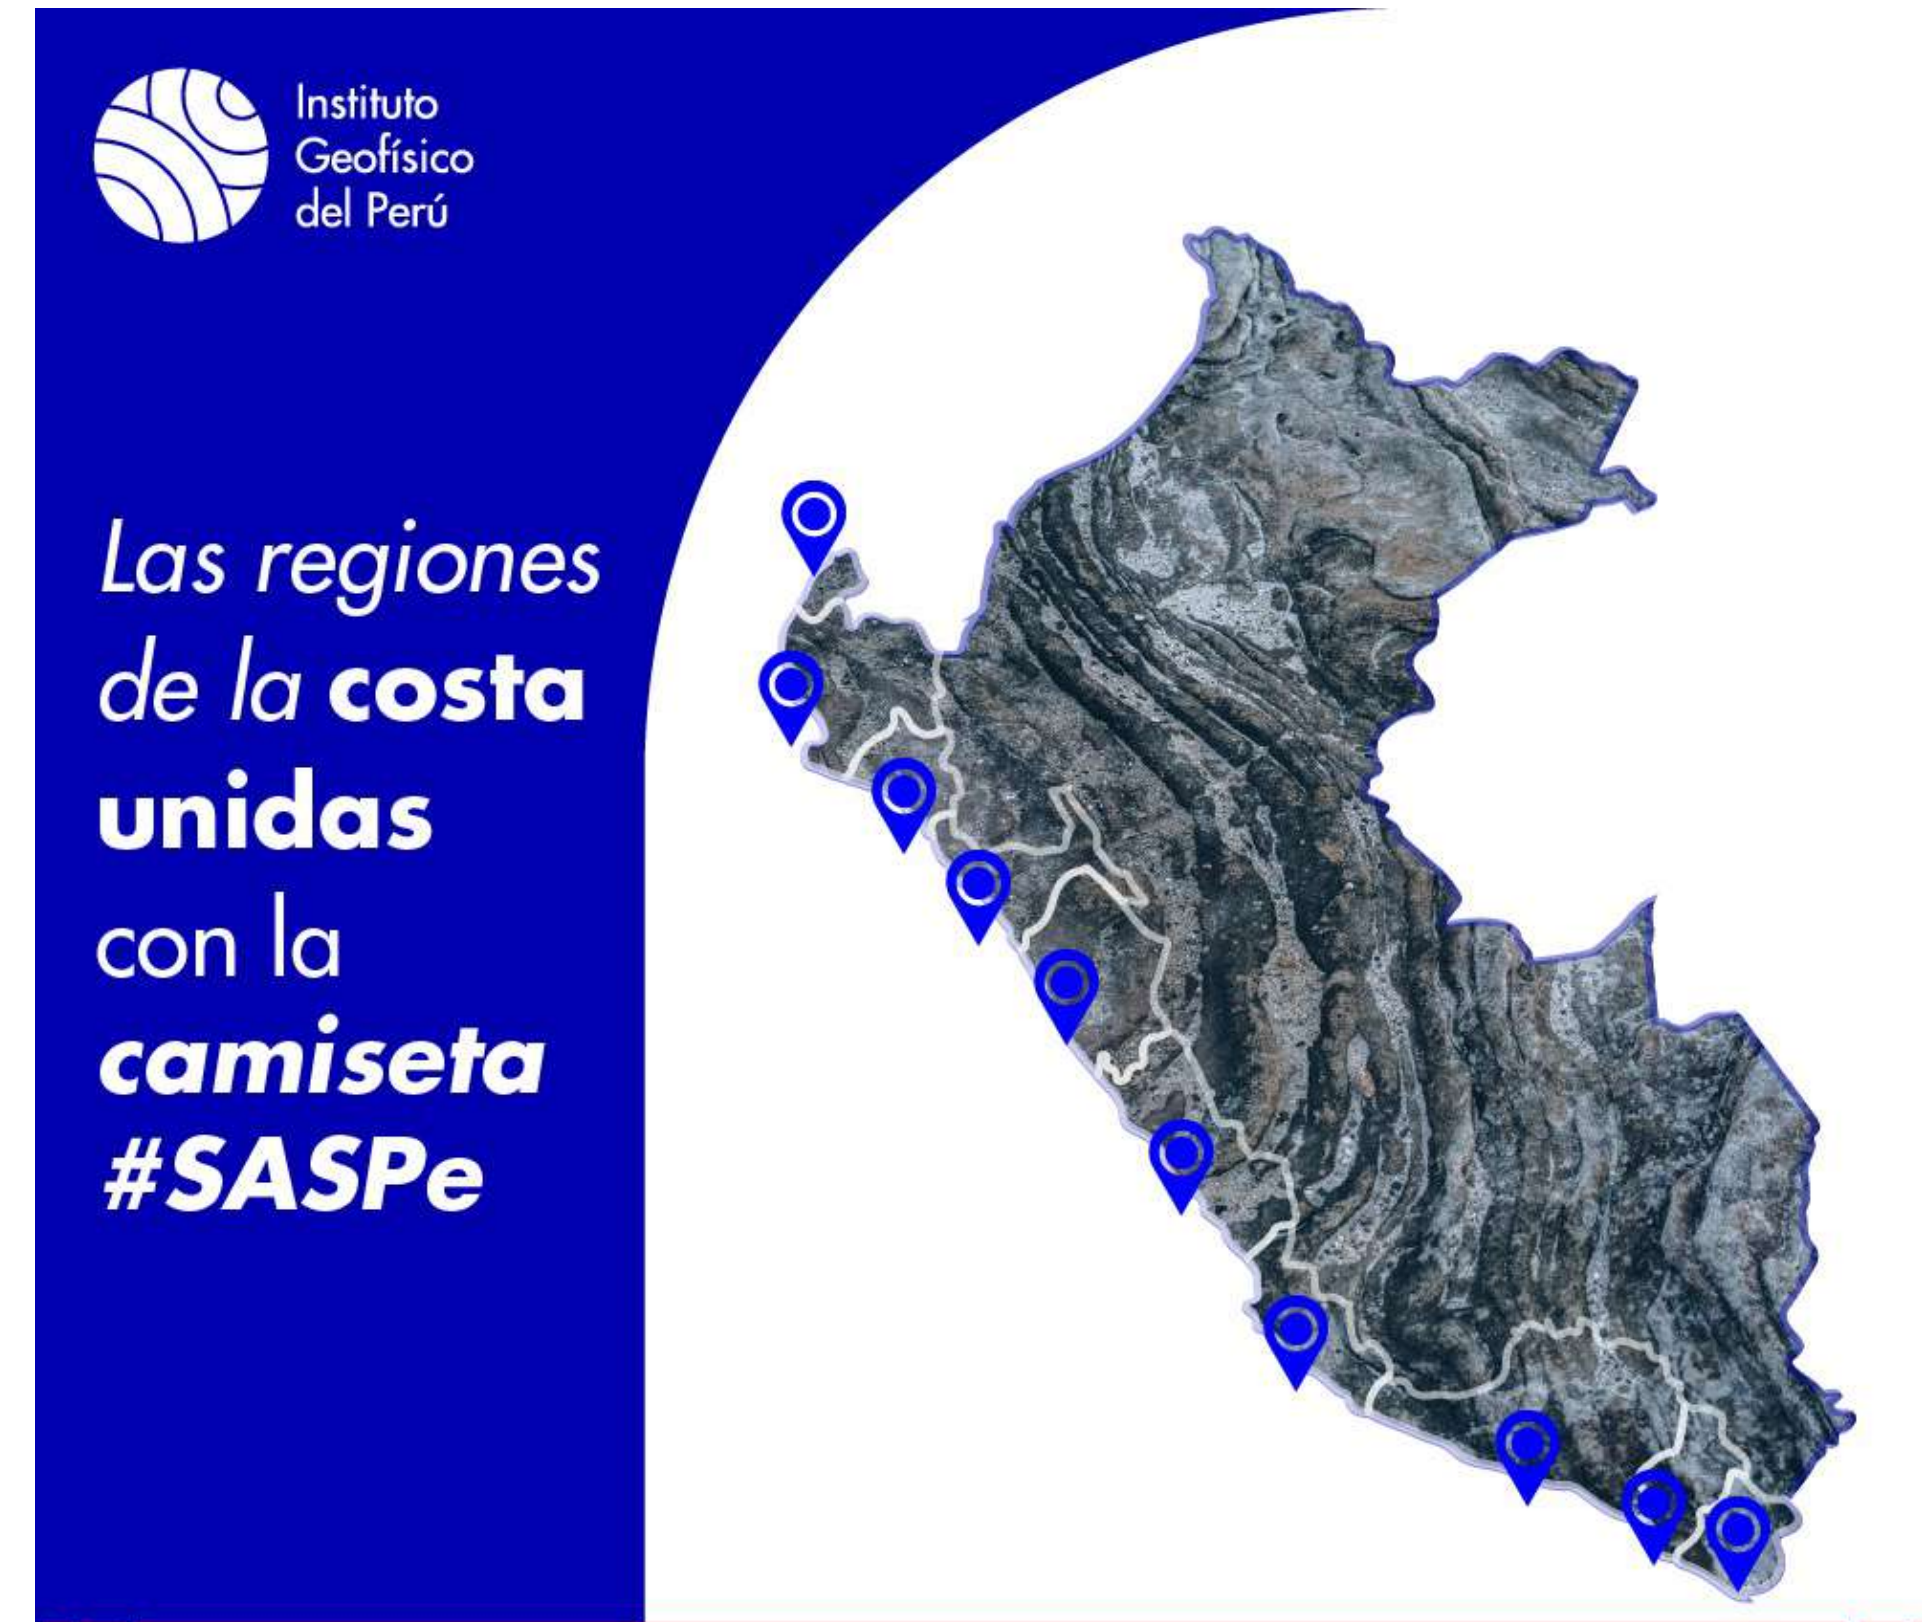 Instituto
Geofísico
del Perú
Las regiones
de la costa
unidas
con la
camiseta
#SASPe